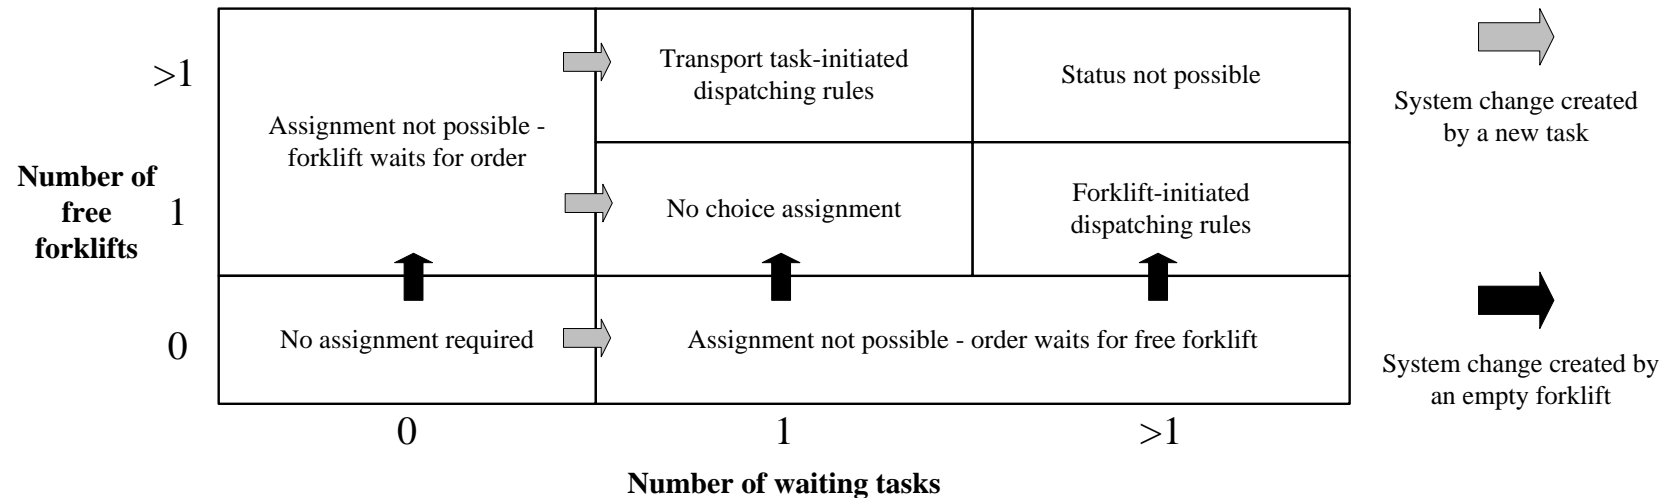 >1
Transport task-initiated
dispatching rules
Status not possible
System change created
by a new task
Assignment not possible -
forklift waits for order
Number of
free
forklifts
1
No choice assignment
Forklift-initiated
dispatching rules
0
No assignment required
Assignment not possible - order waits for free forklift
System change created by
an empty forklift
0
1
>1
Number of waiting tasks